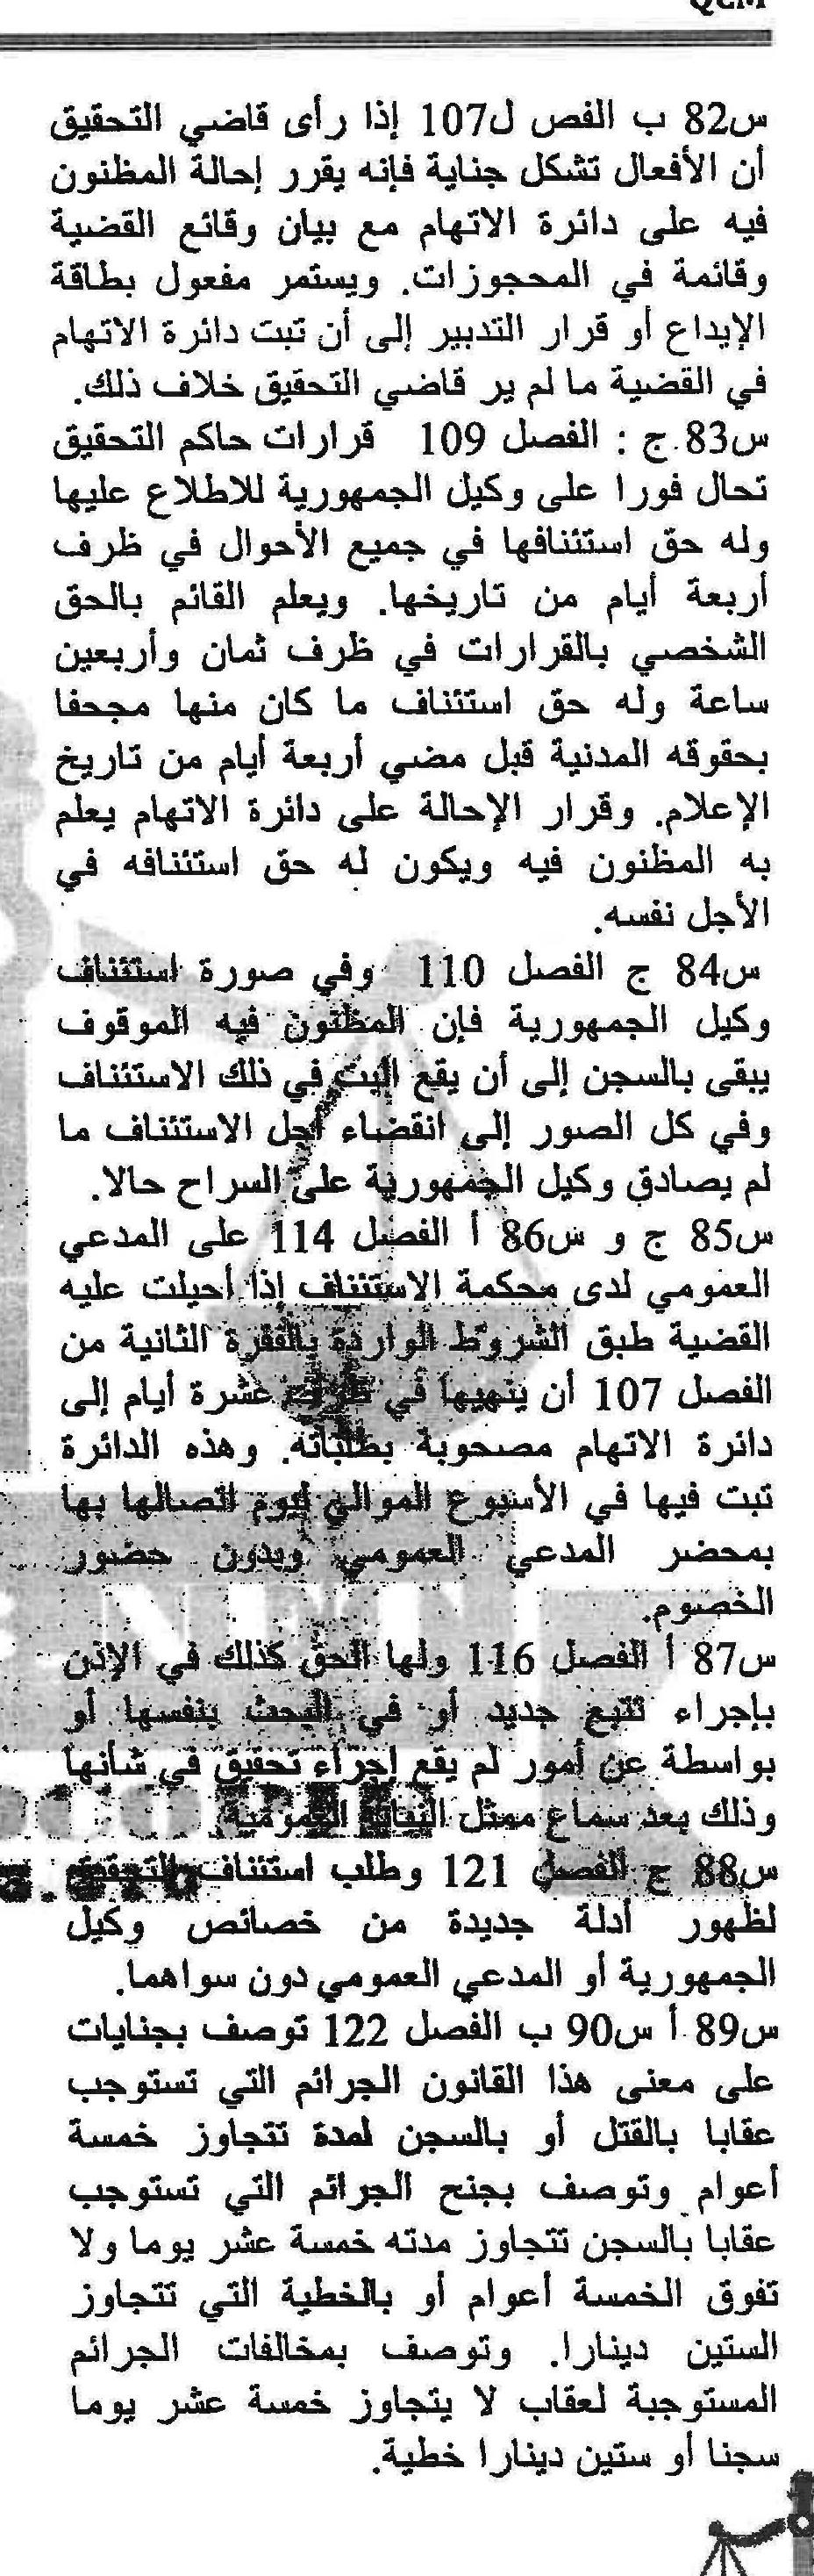 QCM
س82 ب الفص ل107 إذا رأى قاضي التحقيق
أن الأفعال تشكل جناية فإنه يقرر إحالة المظنون
فيه على دائرة الاتهام مع بيان وقائع القضية
وقائمة في المحجوزات. ويستمر مفعول بطاقة
الإيداع أو قرار التدبير إلى أن تبت دائرة الاتهام
في القضية ما لم ير قاضي التحقيق خلاف ذلك.
س83 ج : الفصل 109 قرارات حاكم التحقيق
تحال فورا على وكيل الجمهورية للاطلاع عليها
وله حق استئنافها في جميع الأحوال في ظرف
أربعة أيام من تاريخها. ويعلم القائم بالحق
الشخصي بالقرارات في ظرف ثمان وأربعين
ساعة وله حق استئناف ما كان منها مجحفا
بحقوقه المدنية قبل مضي أربعة أيام من تاريخ
الإعلام. وقرار الإحالة على دائرة الاتهام يعلم
به المظنون فيه ويكون له حق استئنافه في
الأجل نفسه.
س84 ج الفصل 110 وفي صورة استئناف
وكيل الجمهورية فإن المظنون فيه الموقوف
يبقى بالسجن إلى أن يقع البت في ذلك الاستئناف
وفي كل الصور إلى انقضاء أجل الاستئناف ما
لم يصادق وكيل الجمهورية على السراح حالا.
س85 ج و س86 أ الفصل 114 على المدعي
العمومي لدى محكمة الاستئناف إذا أحيلت عليه
القضية طبق الشروط الواردة بالفقرة الثانية من
الفصل 107 أن ينهيها في ظرف عشرة أيام إلى
دائرة الاتهام مصحوبة بطلباته. وهذه الدائرة
تبت فيها في الأسبوع الموالي ليوم اتصالها بها
بمحضر المدعي العمومي وبدون حضور
الخصوم.
س87 أ الفصل 116 ولها الحق كذلك في الإذن
بإجراء تتبع جديد أو في البحث بنفسها أو
بواسطة عن أمور لم يقع إجراء تحقيق في شأنها
وذلك بعد سماع ممثل النيابة العمومية
س88 ج الفصل 121 وطلب استئناف التحقيق
لظهور أدلة جديدة من خصائص وكيل
الجمهورية أو المدعي العمومي دون سواهما.
س89 أ س90 ب الفصل 122 توصف بجنايات
على معنى هذا القانون الجرائم التي تستوجب
عقابا بالقتل أو بالسجن لمدة تتجاوز خمسة
أعوام وتوصف بجنح الجرائم التي تستوجب
عقابا بالسجن تتجاوز مدته خمسة عشر يوما ولا
تفوق الخمسة أعوام أو بالخطية التي تتجاوز
الستين دينارا. وتوصف بمخالفات الجرائم
المستوجبة لعقاب لا يتجاوز خمسة عشر يوما
سجنا أو ستين دينارا خطية.